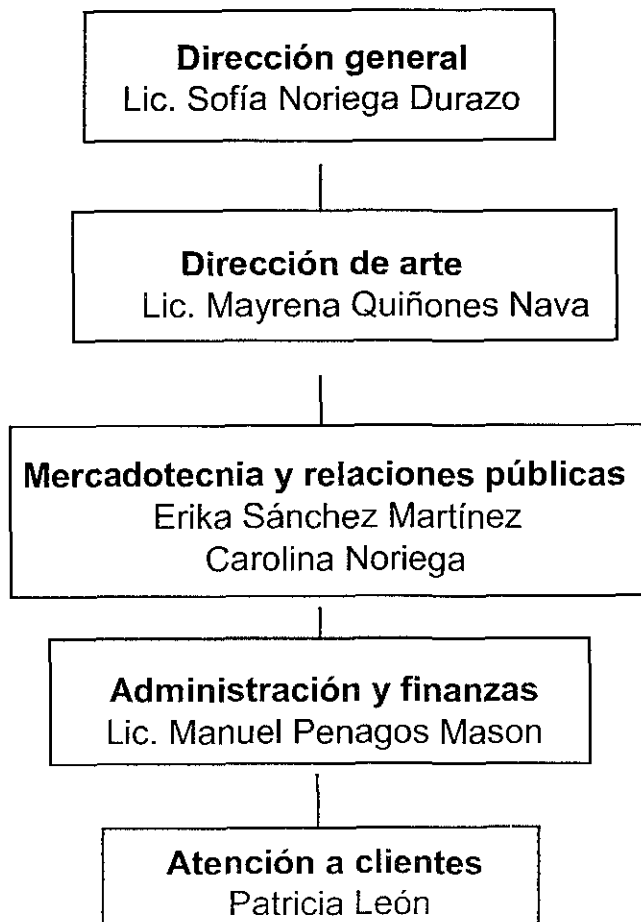 Dirección general
Lic. Sofía Noriega Durazo
Dirección de arte
Lic. Mayrena Quiñones Nava
Mercadotecnia y relaciones públicas
Erika Sánchez Martínez
Carolina Noriega
Administración y finanzas
Lic. Manuel Penagos Mason
Atención a clientes
Patricia León